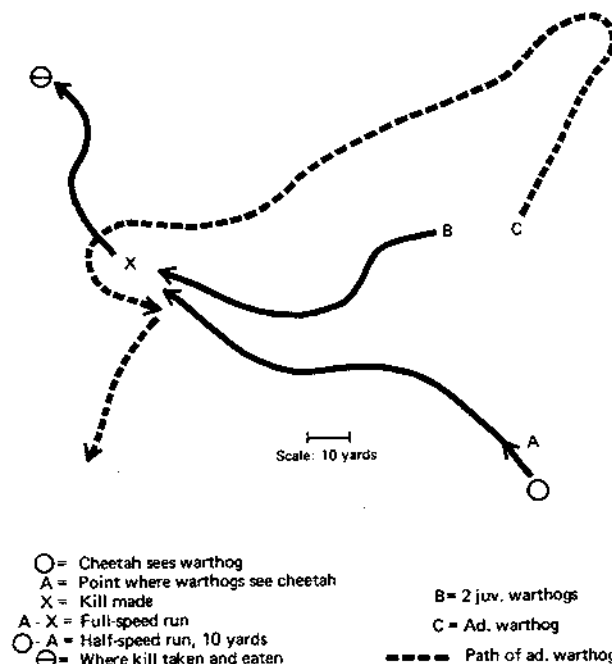 B
C
X
A
Scale: 10 yards
O = Cheetah sees warthog
A = Point where warthogs see cheetah
X = Kill made
A - X = Full-speed run
O - A = Half-speed run, 10 yards
⊖ = Where kill taken and eaten
B = 2 juv. warthogs
C = Ad. warthog
Path of ad. warthog